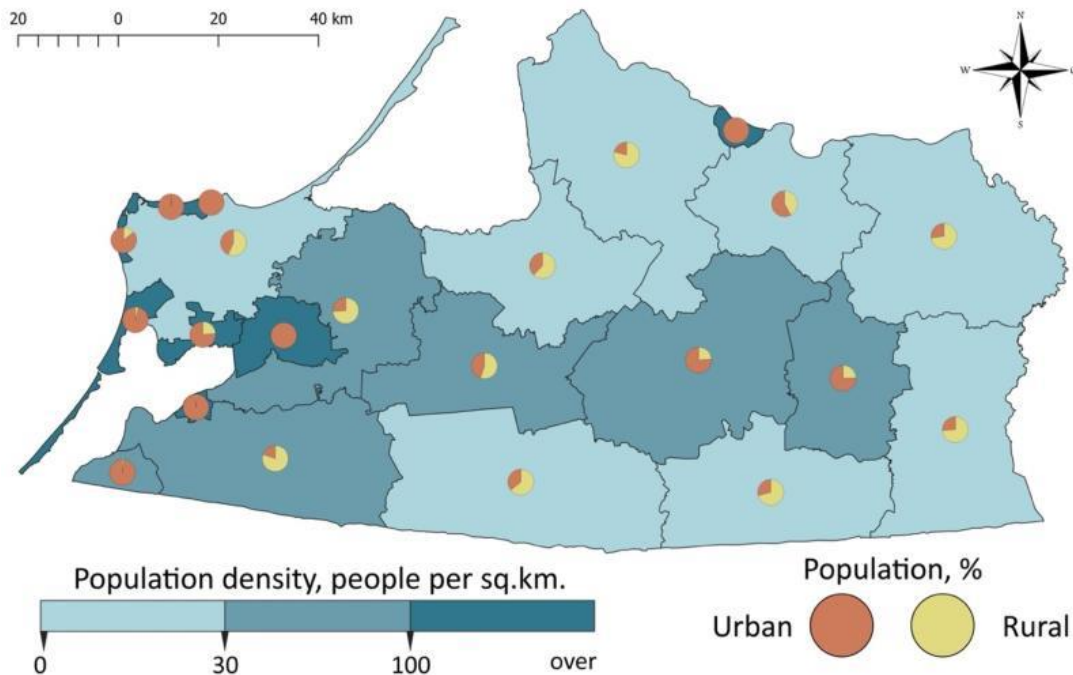 20 0 20 40 km
N
W
S
Population density, people per sq.km.
0 30 100 over
Population, %
Urban Rural